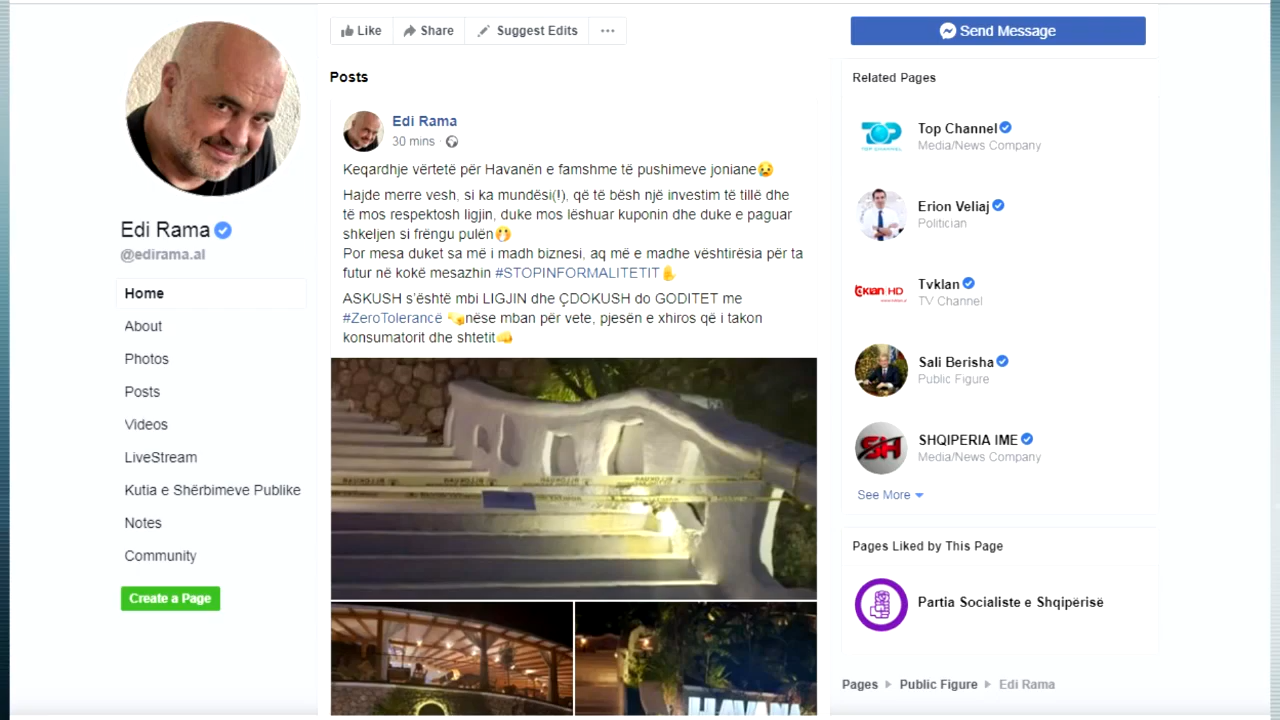 Edi Rama
@edirama.al
Home
About
Photos
Posts
Videos
LiveStream
Kutia e Shërbimeve Publike
Notes
Community
Create a Page
Like
Share
Suggest Edits
Posts
Edi Rama
30 mins
Keqardhje vërtetë për Havanën e famshme të pushimeve joniane😢
Hajde merre vesh, si ka mundësi(!), që të bësh një investim të tillë dhe
të mos respektosh ligjin, duke mos lëshuar kuponin dhe duke e paguar
shkeljen si frëngu pulën🤭
Por mesa duket sa më i madh biznesi, aq më e madhe vështirësia për ta
futur në kokë mesazhin #STOPINFORMALITETIT✋
ASKUSH s'është mbi LIGJIN dhe ÇDOKUSH do GODITET me
#ZeroTolerancë 🤜nëse mban për vete, pjesën e xhiros që i takon
konsumatorit dhe shtetit🤛
HAVANA
Send Message
Related Pages
Top Channel
Media/News Company
TOP CHANNEL
Erion Veliaj
Politician
Tvklan
TV Channel
KLAN HD
Sali Berisha
Public Figure
SHQIPERIA IME
Media/News Company
SH
See More
Pages Liked by This Page
Partia Socialiste e Shqipërisë
Pages
Public Figure
Edi Rama